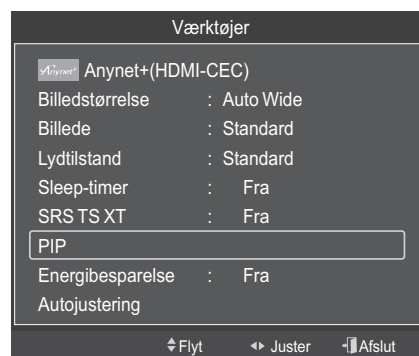 Værktøjer
Anynet+ Anynet+(HDMI-CEC)
Billedstørrelse : Auto Wide
Billede : Standard
Lydtilstand : Standard
Sleep-timer : Fra
SRS TS XT : Fra
PIP
Energibesparelse : Fra
Autojustering
Flyt Juster Afslut